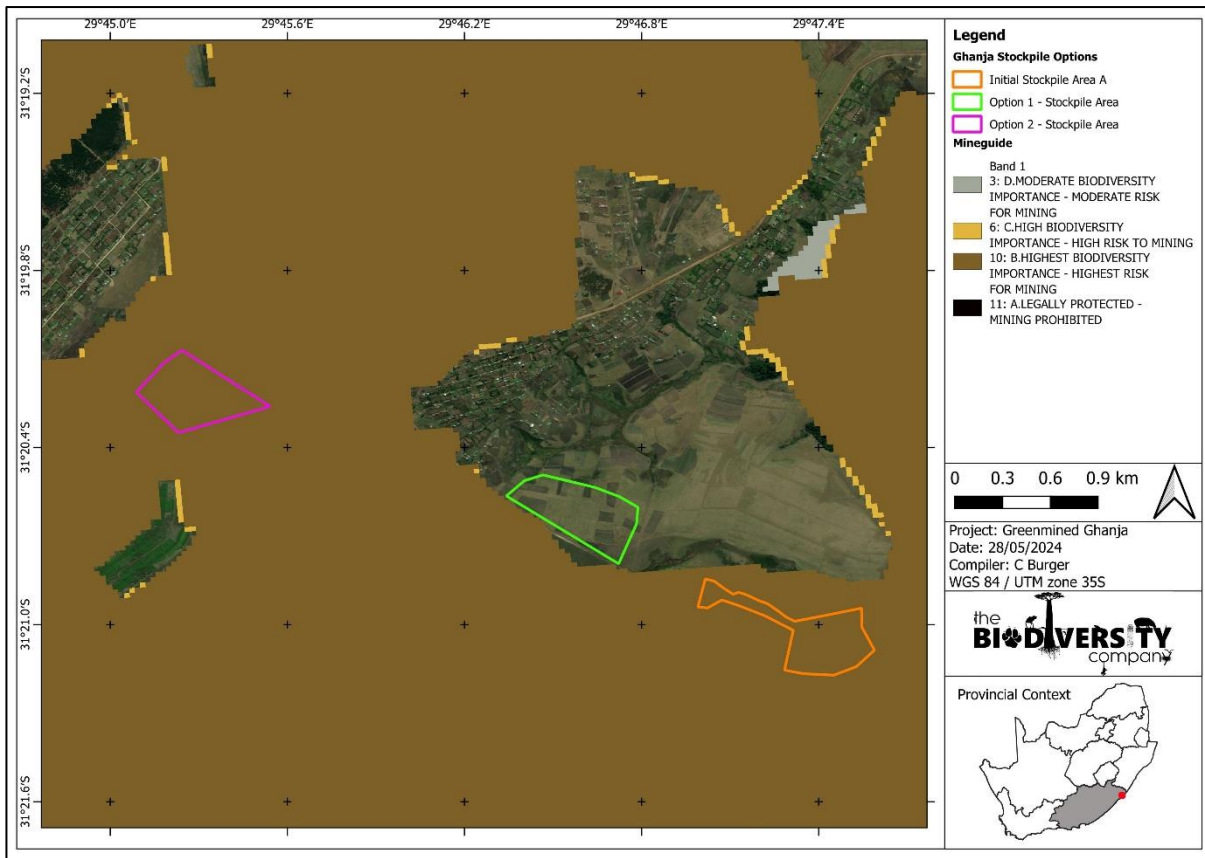 29°45.0'E
29°45.6'E
29°46.2'E
29°46.8'E
29°47.4'E
31°19.2'S
31°19.8'S
31°20.4'S
31°21.0'S
31°21.6'S
Legend
Ghanja Stockpile Options
Initial Stockpile Area A
Option 1 - Stockpile Area
Option 2 - Stockpile Area
Mineguide
Band 1
3: D.MODERATE BIODIVERSITY
IMPORTANCE - MODERATE RISK
FOR MINING
6: C.HIGH BIODIVERSITY
IMPORTANCE - HIGH RISK TO MINING
10: B.HIGHEST BIODIVERSITY
IMPORTANCE - HIGHEST RISK
FOR MINING
11: A.LEGALLY PROTECTED -
MINING PROHIBITED
0 0.3 0.6 0.9 km
Project: Greenmined Ghanja
Date: 28/05/2024
Compiler: C Burger
WGS 84 / UTM zone 35S
the
BIODIVERSITY
company
Provincial Context